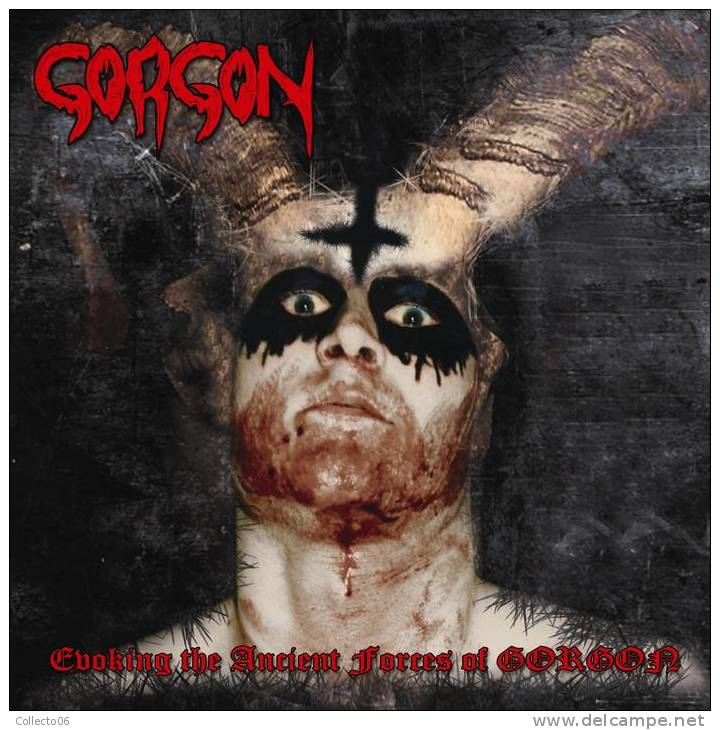 GORGON
Evoking the Ancient Forces of GORGON
Collecto06
www.delcampe.net